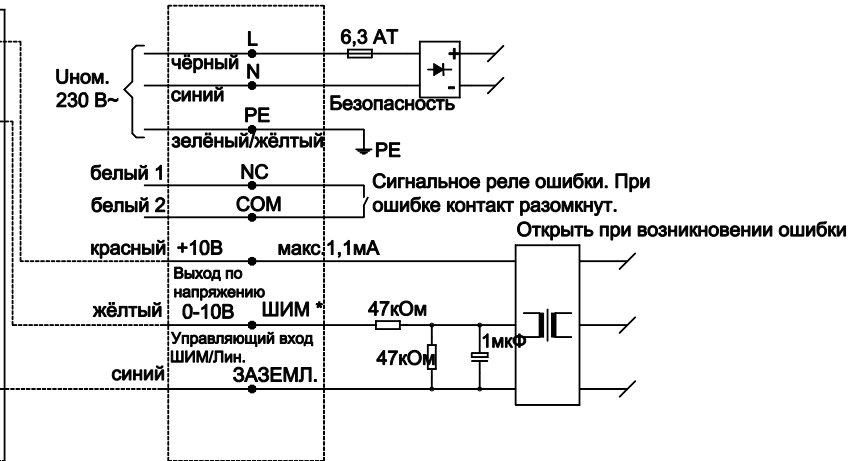 L
6,3 АТ
чёрный
N
+
-
Uном.
230 В~
синий
Безопасность
PE
зелёный/жёлтый
PE
белый 1
NC
Сигнальное реле ошибки. При
белый 2
COM
ошибке контакт разомкнут.
Открыть при возникновении ошибки
красный
+10В
макс.1,1мА
Выход по
напряжению
жёлтый
0-10В
ШИМ *
47кОм
Управляющий вход
ШИМ/Лин.
47кОм
1мкФ
синий
ЗАЗЕМЛ.